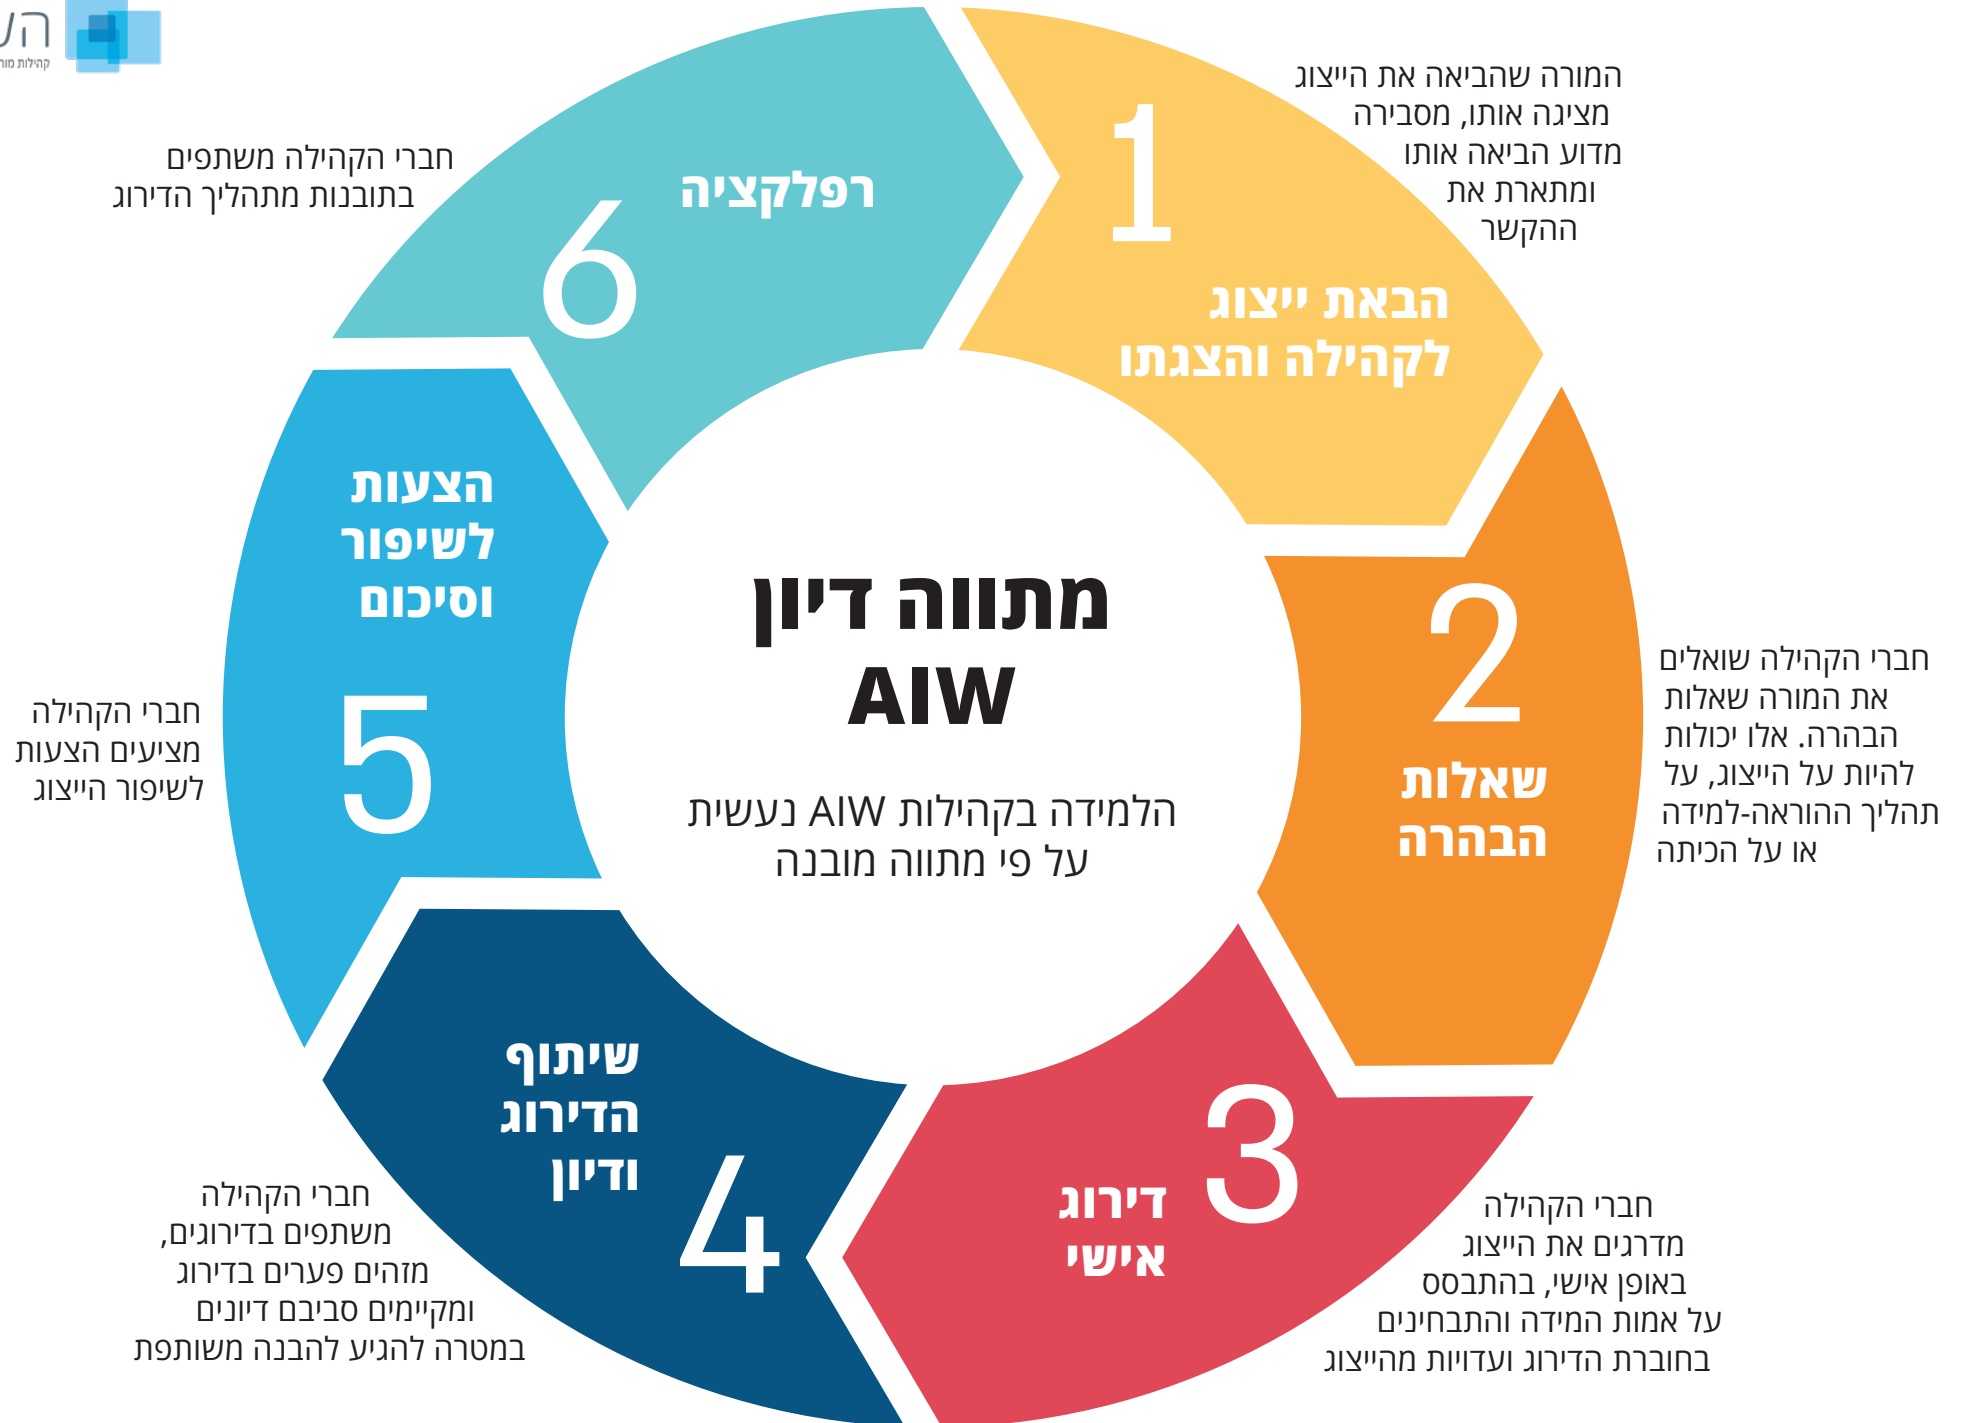 מתווה דיון
AIW
הלמידה בקהילות AIW נעשית
על פי מתווה מובנה
1
הבאת ייצוג
לקהילה והצגתו
המורה שהביאה את הייצוג
מציגה אותו, מסבירה
מדוע הביאה אותו
ומתארת את
ההקשר
2
שאלות
הבהרה
חברי הקהילה שואלים
את המורה שאלות
הבהרה. אלו יכולות
להיות על הייצוג, על
תהליך ההוראה-למידה
או על הכיתה
3
דירוג
אישי
חברי הקהילה
מדרגים את הייצוג
באופן אישי, בהתבסס
על אמות המידה והתבחינים
בחוברת הדירוג ועדויות מהייצוג
4
שיתוף
הדירוג
ודיון
חברי הקהילה
משתפים בדירוגים,
מזהים פערים בדירוג
ומקיימים סביבם דיונים
במטרה להגיע להבנה משותפת
5
הצעות
לשיפור
וסיכום
חברי הקהילה
מציעים הצעות
לשיפור הייצוג
6
רפלקציה
חברי הקהילה משתפים
בתובנות מתהליך הדירוג
קהילות